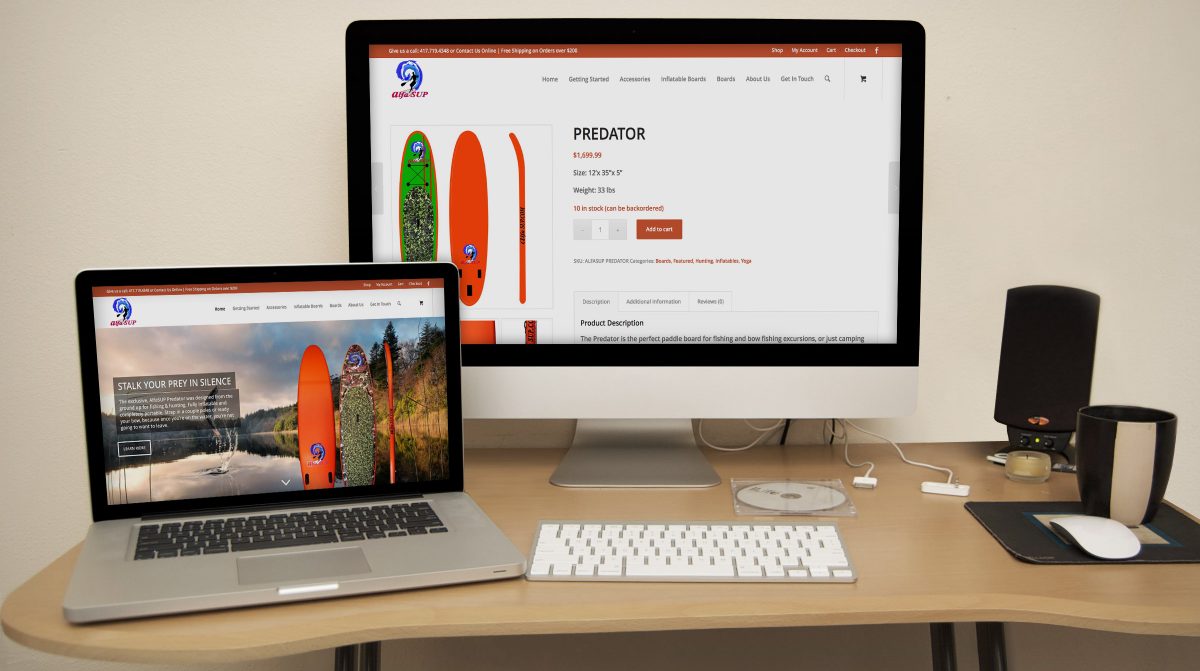 Give us a call: 417.719.4348 or Contact Us Online | Free Shipping on Orders over $200
Shop My Account Cart Checkout f
alfaSUP
Home Getting Started Accessories Inflatable Boards Boards About Us Get In Touch
PREDATOR
$1,699.99
Size: 12'x 35"x 5"
Weight: 33 lbs
10 in stock (can be backordered)
- 1 +
Add to cart
SKU: ALFASUP PREDATOR Categories: Boards, Featured, Hunting, Inflatables, Yoga
Description Additional information Reviews (0)
Product Description
The Predator is the perfect paddle board for fishing and bow fishing excursions, or just camping
Give us a call: 417.719.4348 or Contact Us Online | Free Shipping on Orders over $200
Shop My Account Cart Checkout f
alfaSUP
Home Getting Started Accessories Inflatable Boards Boards About Us Get In Touch
STALK YOUR PREY IN SILENCE
The exclusive, AlfaSUP Predator was designed from the
ground up for fishing & hunting. Fully inflatable and
completely portable. Strap in a couple poles or ready
your bow, because once you're on the water, you're not
going to want to leave.
LEARN MORE